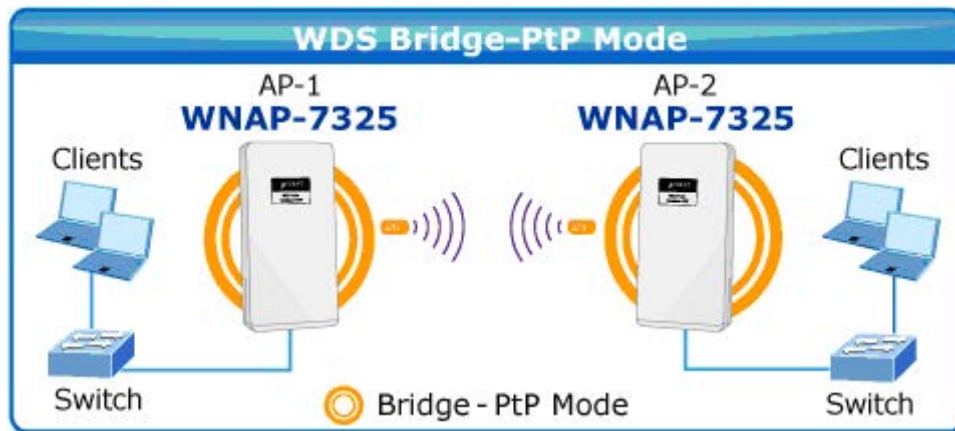 WDS Bridge-PtP Mode
AP-1
WNAP-7325
AP-2
WNAP-7325
Clients
Clients
Switch
Switch
Bridge - PtP Mode